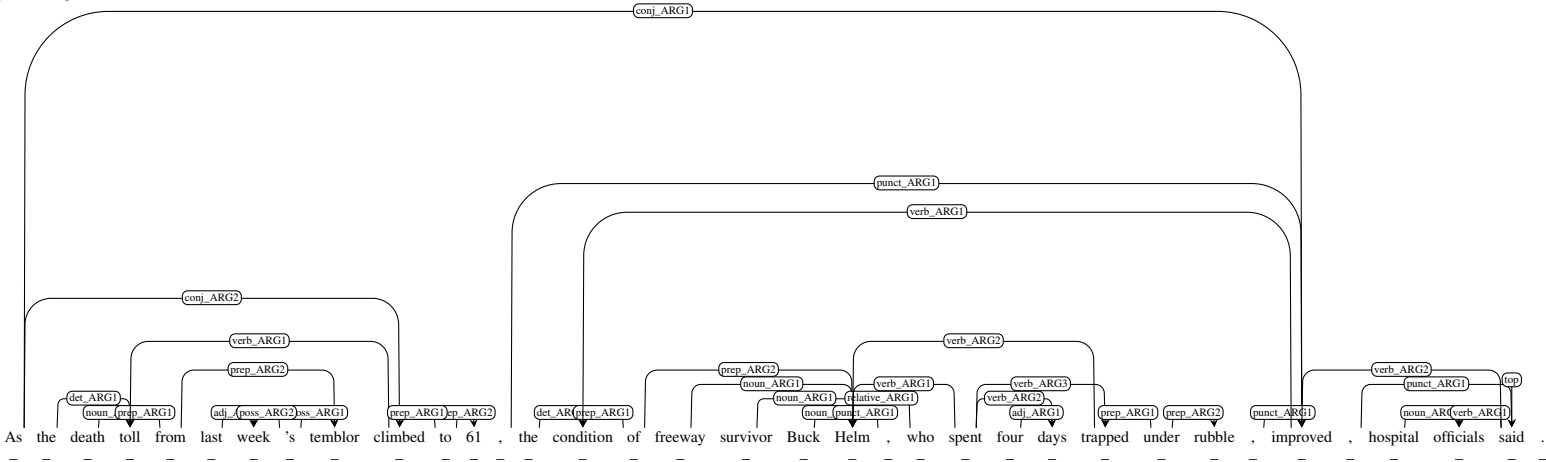 conj_ARG1
punct_ARG1
verb_ARG1
conj_ARG2
verb_ARG1 verb_ARG2
prep_ARG2 prep_ARG2 verb_ARG2
noun_ARG1 verb_ARG1 verb_ARG3 punct_ARG1 top
det_ARG1 noun_ARG1 relative_ARG1 verb_ARG2
prep_ARG1 poss_ARG2 prep_ARG1 prep_ARG1 punct_ARG1 adj_ARG1 prep_ARG1 prep_ARG2 punct_ARG1 verb_ARG1
As the death toll from last week 's temblor climbed to 61 , the condition of freeway survivor Buck Helm , who spent four days trapped under rubble , improved , hospital officials said .
_ _ _ _ _ _ _ _ _ _ _ _ _ _ _ _ _ _ _ _ _ _ _ _ _ _ _ _ _ _ _ _ _ _ _